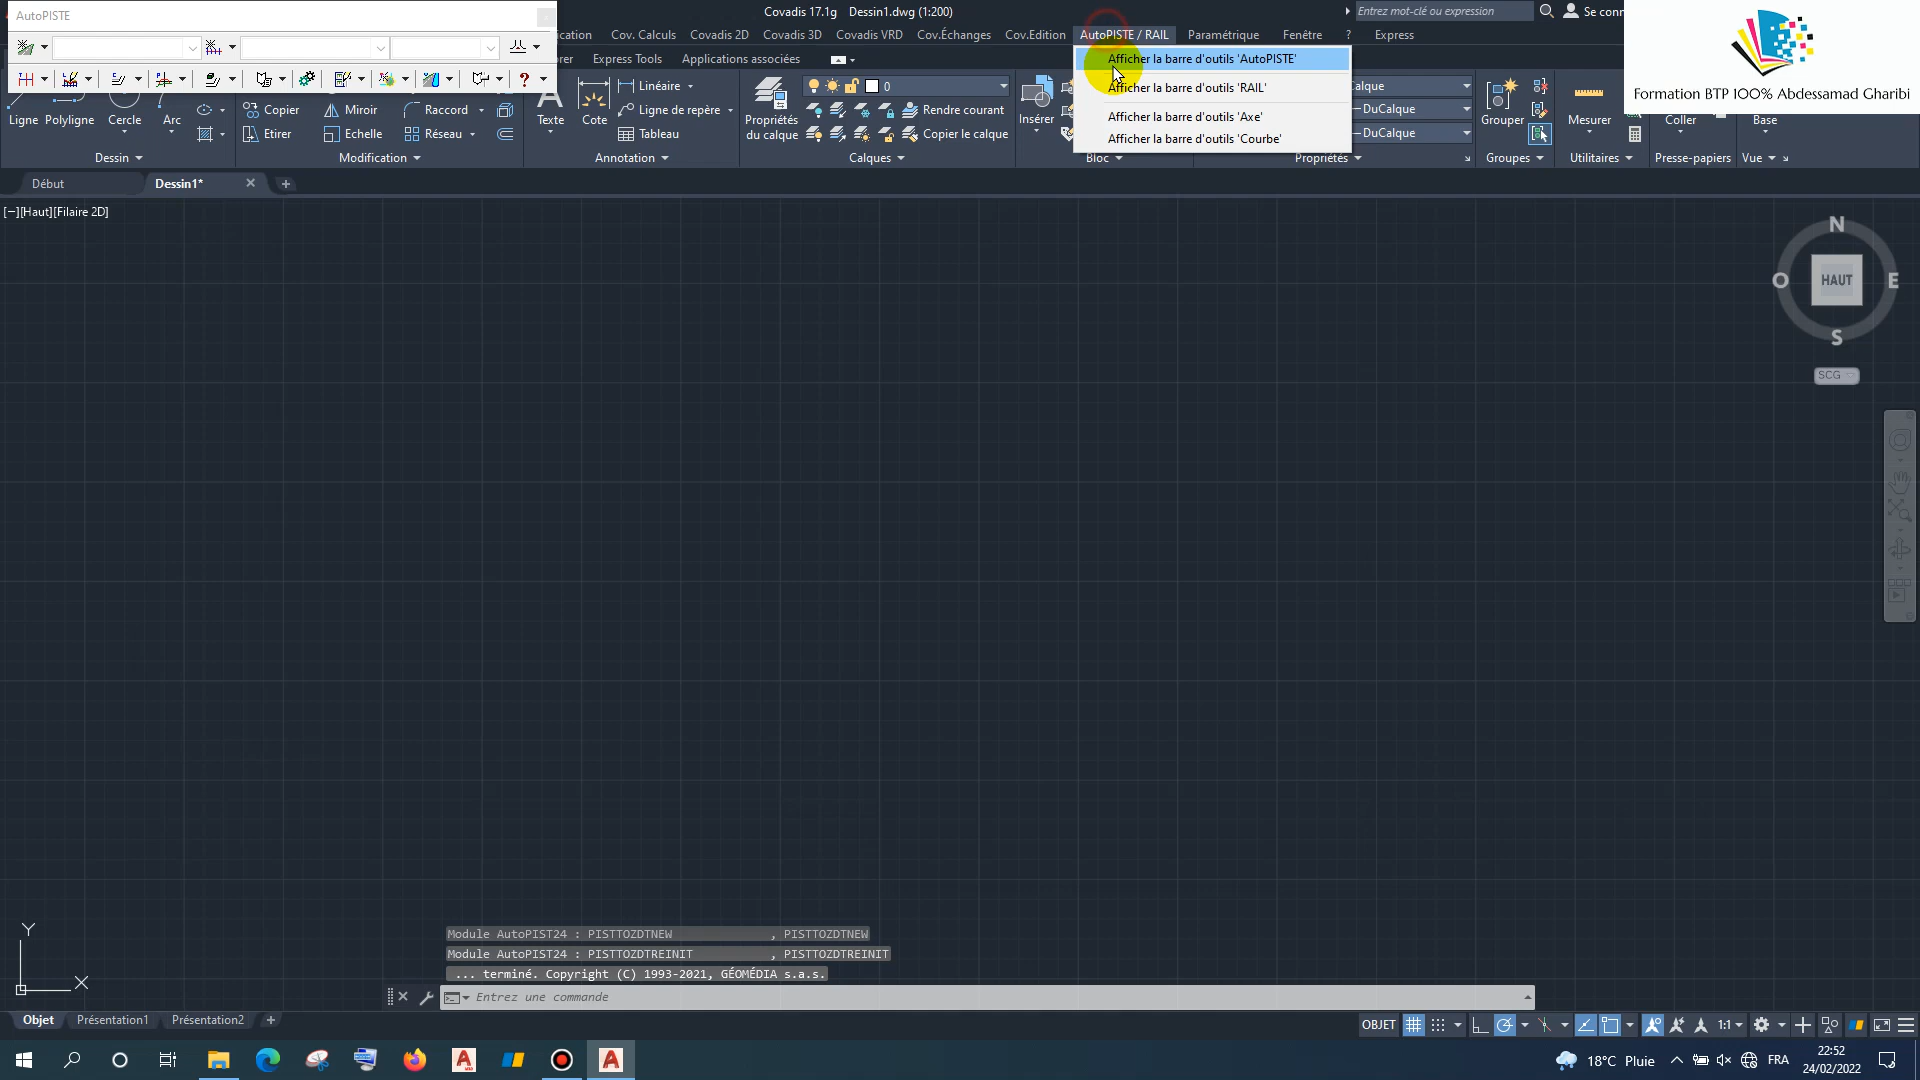 AutoPISTE
Covadis 17.1g Dessin1.dwg (1:200)
Entrez mot-clé ou expression
Se conn
ication Cov. Calculs Covadis 2D Covadis 3D Covadis VRD Cov.Échanges Cov.Edition AutoPISTE / RAIL Paramétrique Fenêtre ? Express
orer Express Tools Applications associées
Afficher la barre d'outils 'AutoPISTE'
Afficher la barre d'outils 'RAIL'
Afficher la barre d'outils 'Axe'
Afficher la barre d'outils 'Courbe'
Formation BTP 100% Abdessamad Gharibi
Ligne Polyligne Cercle Arc
Copier Miroir Raccord
Etirer Echelle Réseau
Texte Cote
Linéaire
Ligne de repère
Tableau
Propriétés
du calque
0
Rendre courant
Copier le calque
Insérer
Calque
DuCalque
DuCalque
Grouper
Mesurer
Coller
Base
Dessin Modification Annotation Calques Bloc Propriétés Groupes Utilitaires Presse-papiers Vue
Début Dessin1* +
[−][Haut][Filaire 2D]
N
O HAUT E
S
SCG
Y
X
Module AutoPIST24 : PISTTOZDTNEW , PISTTOZDTNEW
Module AutoPIST24 : PISTTOZDTREINIT , PISTTOZDTREINIT
... terminé. Copyright (C) 1993-2021, GÉOMÉDIA s.a.s.
Entrez une commande
Objet Présentation1 Présentation2 +
OBJET 1:1
18°C Pluie FRA
22:52
24/02/2022